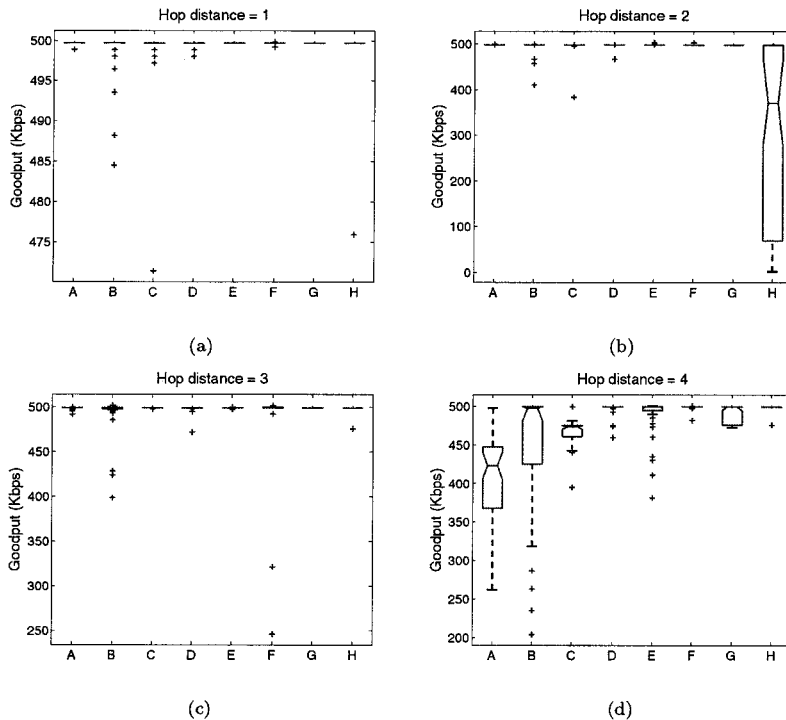 Hop distance = 1
500
495
490
485
480
475
Goodput (Kbps)
A B C D E F G H
(a)
Hop distance = 2
500
400
300
200
100
0
Goodput (Kbps)
A B C D E F G H
(b)
Hop distance = 3
500
450
400
350
300
250
Goodput (Kbps)
A B C D E F G H
(c)
Hop distance = 4
500
450
400
350
300
250
200
Goodput (Kbps)
A B C D E F G H
(d)